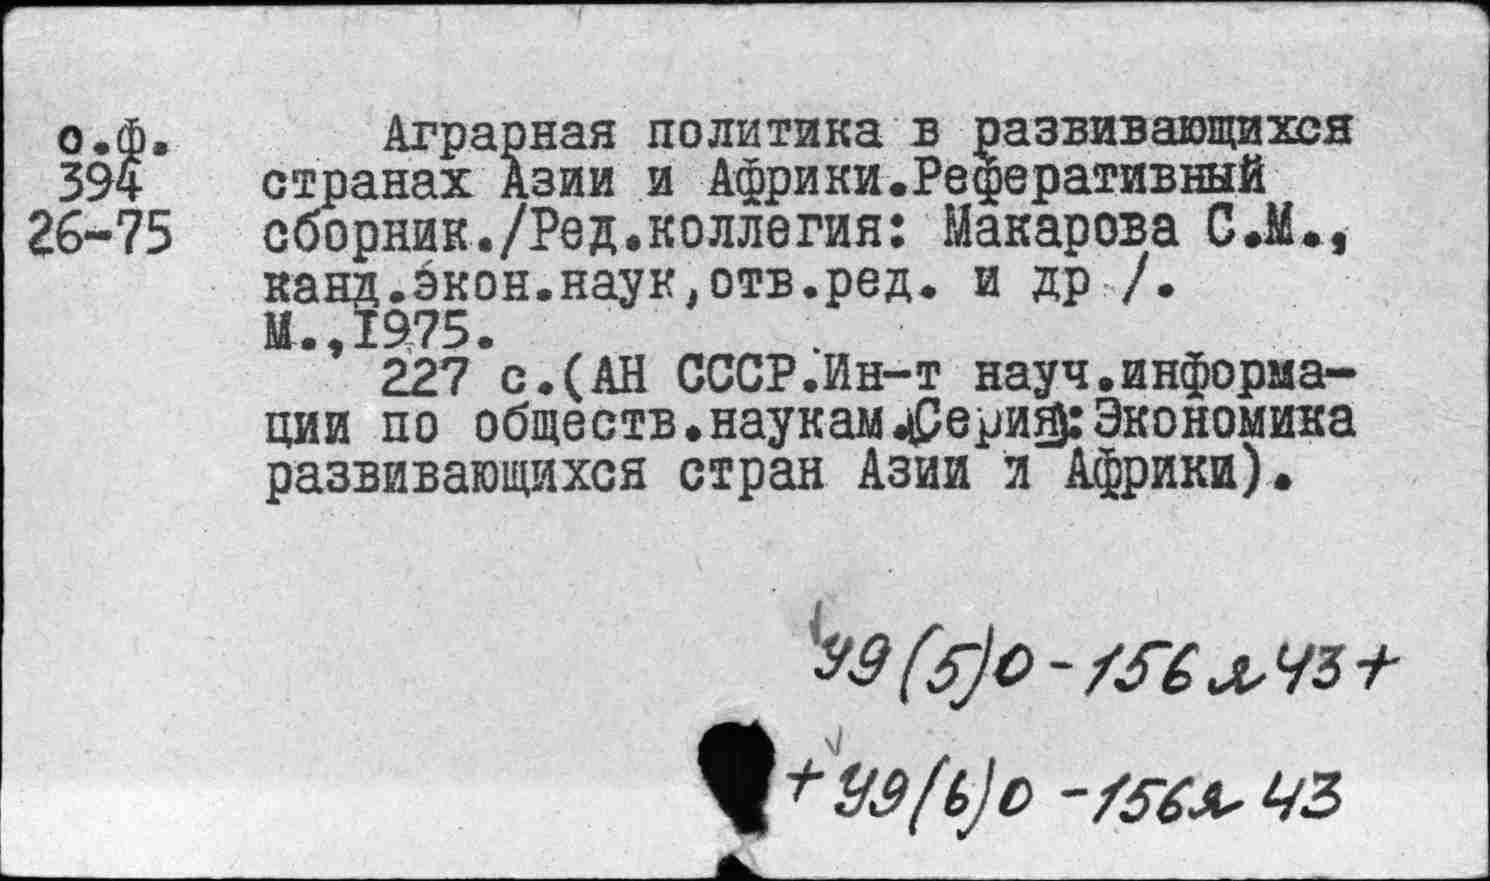 о.ф.
394
26-75
Аграрная политика в развивающихся
странах Азии и Африки.Реферативный
сборник./Ред.коллегия: Макарова С.М.,
канд.экон.наук,отв.ред. и др /.
М.,1975.
227 с.(АН СССР.Ин-т науч.информа-
ции по обществ.наукам.Серия:Экономика
развивающихся стран Азии и Африки).
У9(5)0-156я43+
+У9(6)0-156я43